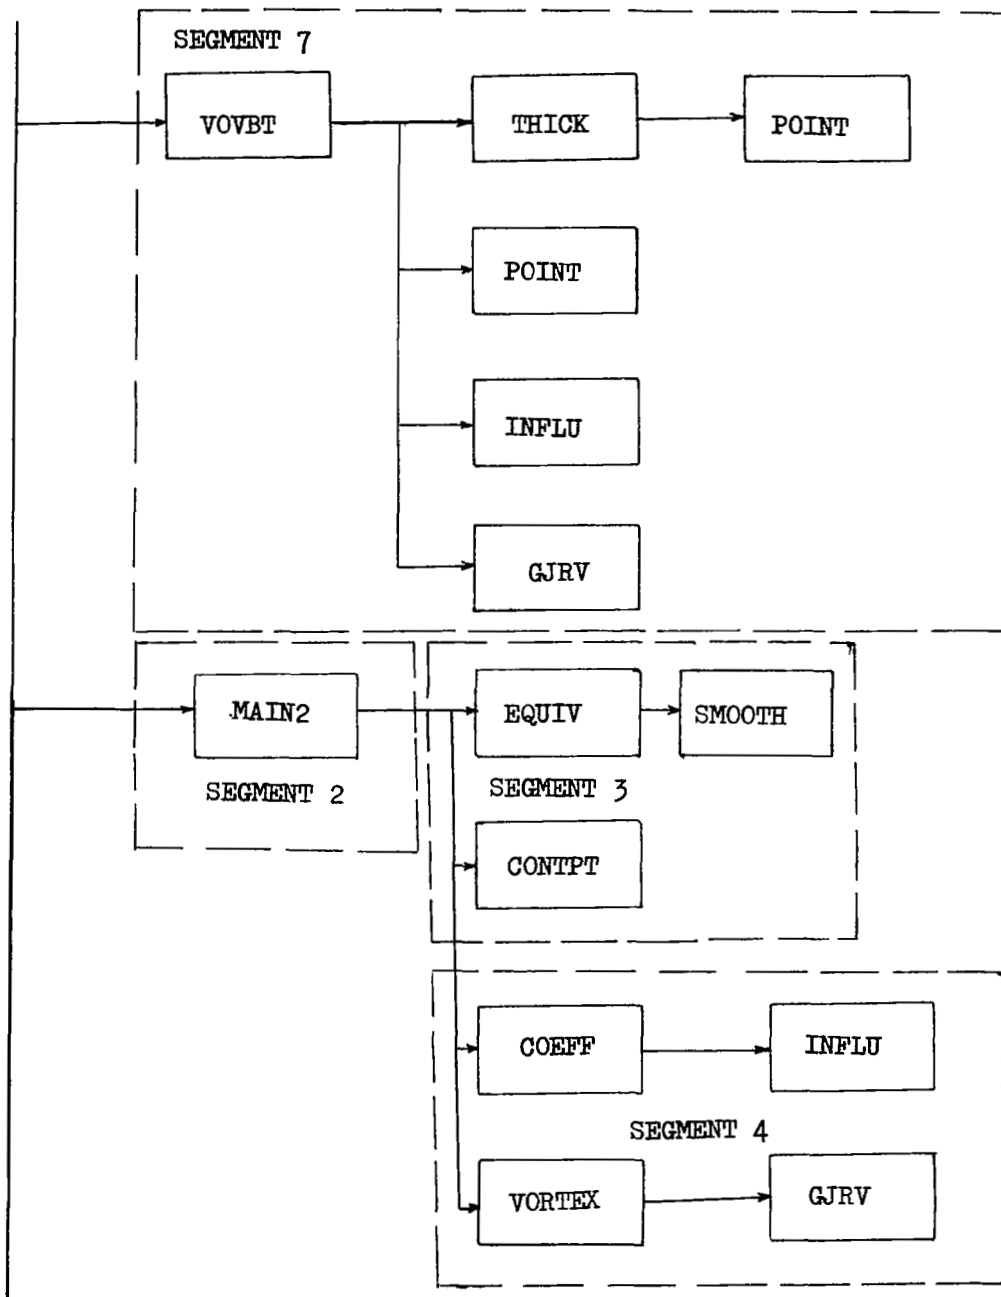 SEGMENT 7
VOVBT
THICK
POINT
POINT
INFLU
GJRV
MAIN2
SEGMENT 2
EQUIV
SMOOTH
SEGMENT 3
CONTPT
COEFF
INFLU
SEGMENT 4
VORTEX
GJRV